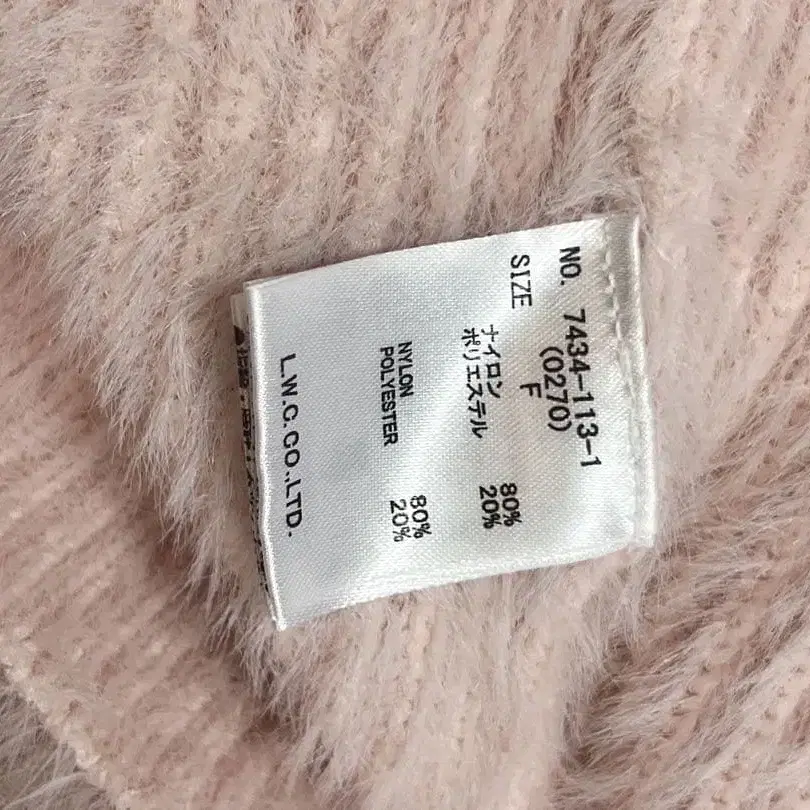 NO. 7434-113-1
(0270)
SIZE F
ナイロン 80%
ポリエステル 20%
NYLON 80%
POLYESTER 20%
L.W.C.CO.,LTD.